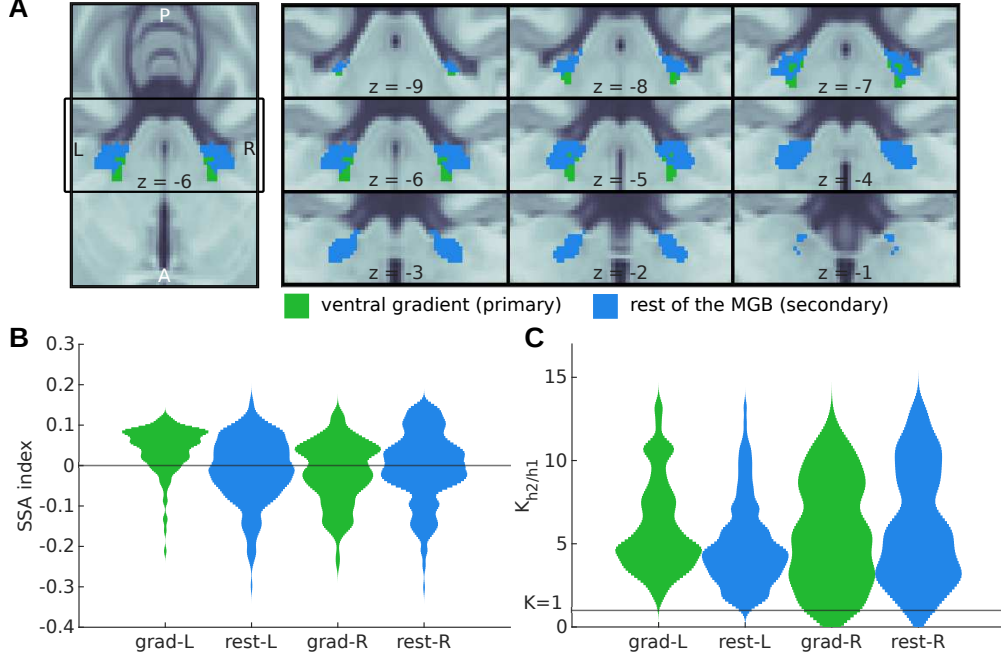 A
P
L
R
z = -6
A
z = -9
z = -8
z = -7
z = -6
z = -5
z = -4
z = -3
z = -2
z = -1
ventral gradient (primary)
rest of the MGB (secondary)
B
0.3
0.2
0.1
0
-0.1
-0.2
-0.3
-0.4
SSA index
grad-L
rest-L
grad-R
rest-R
C
15
10
5
K=1
0
K_h2/h1
grad-L
rest-L
grad-R
rest-R